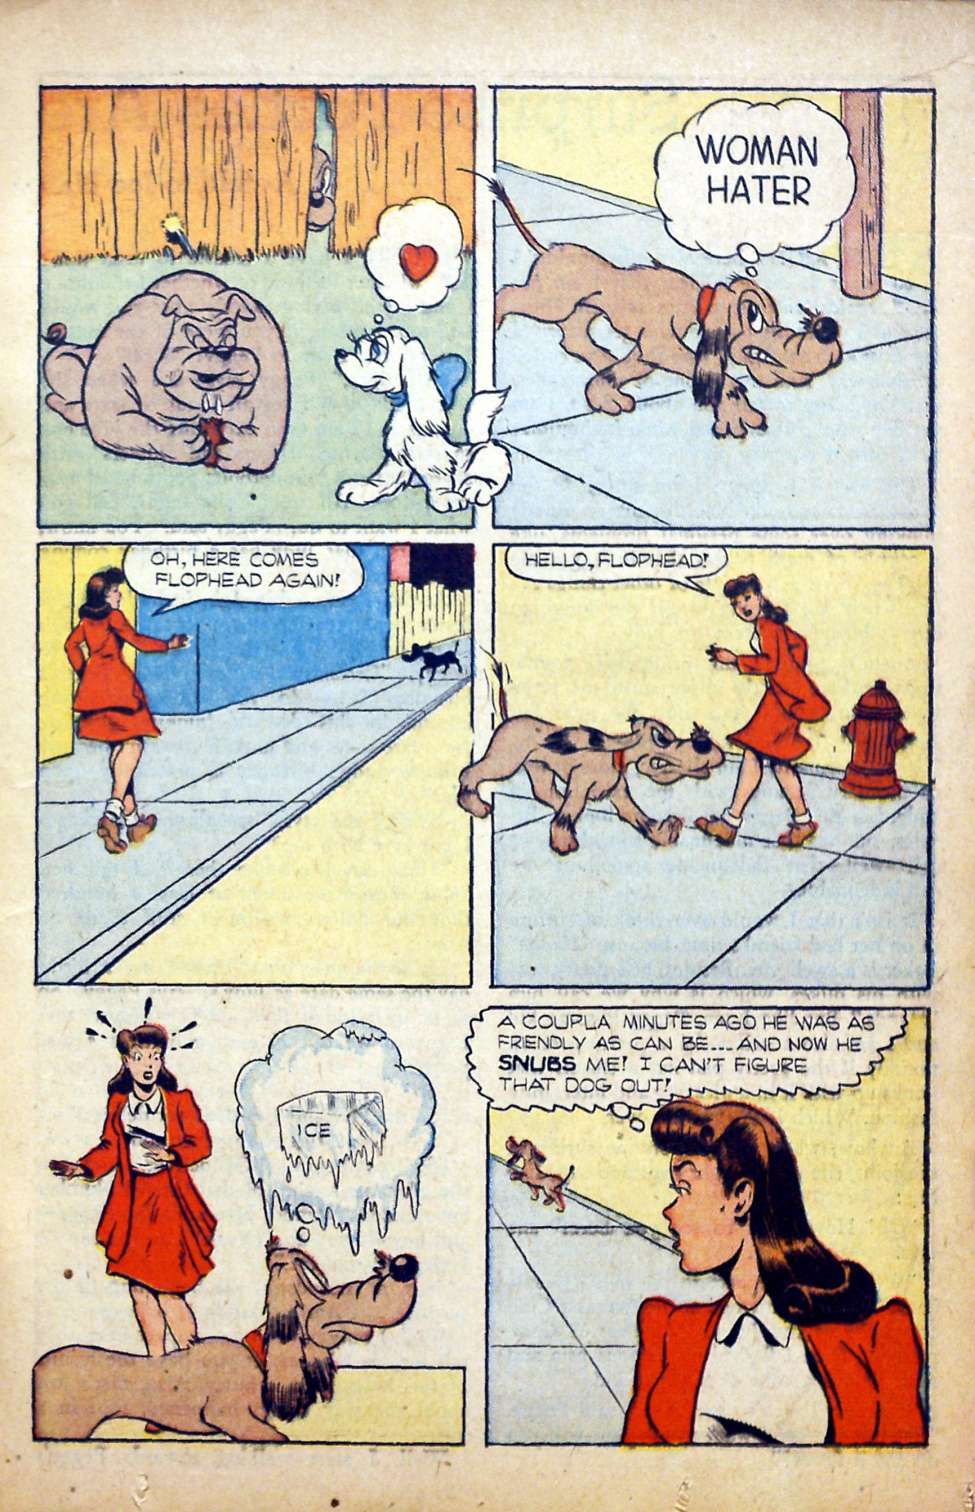 WOMAN
HATER
OH, HERE COMES
FLOPHEAD AGAIN!
HELLO, FLOPHEAD!
ICE
A COUPLA MINUTES AGO HE WAS AS
FRIENDLY AS CAN BE...AND NOW HE
SNUBS ME! I CAN'T FIGURE
THAT DOG OUT!